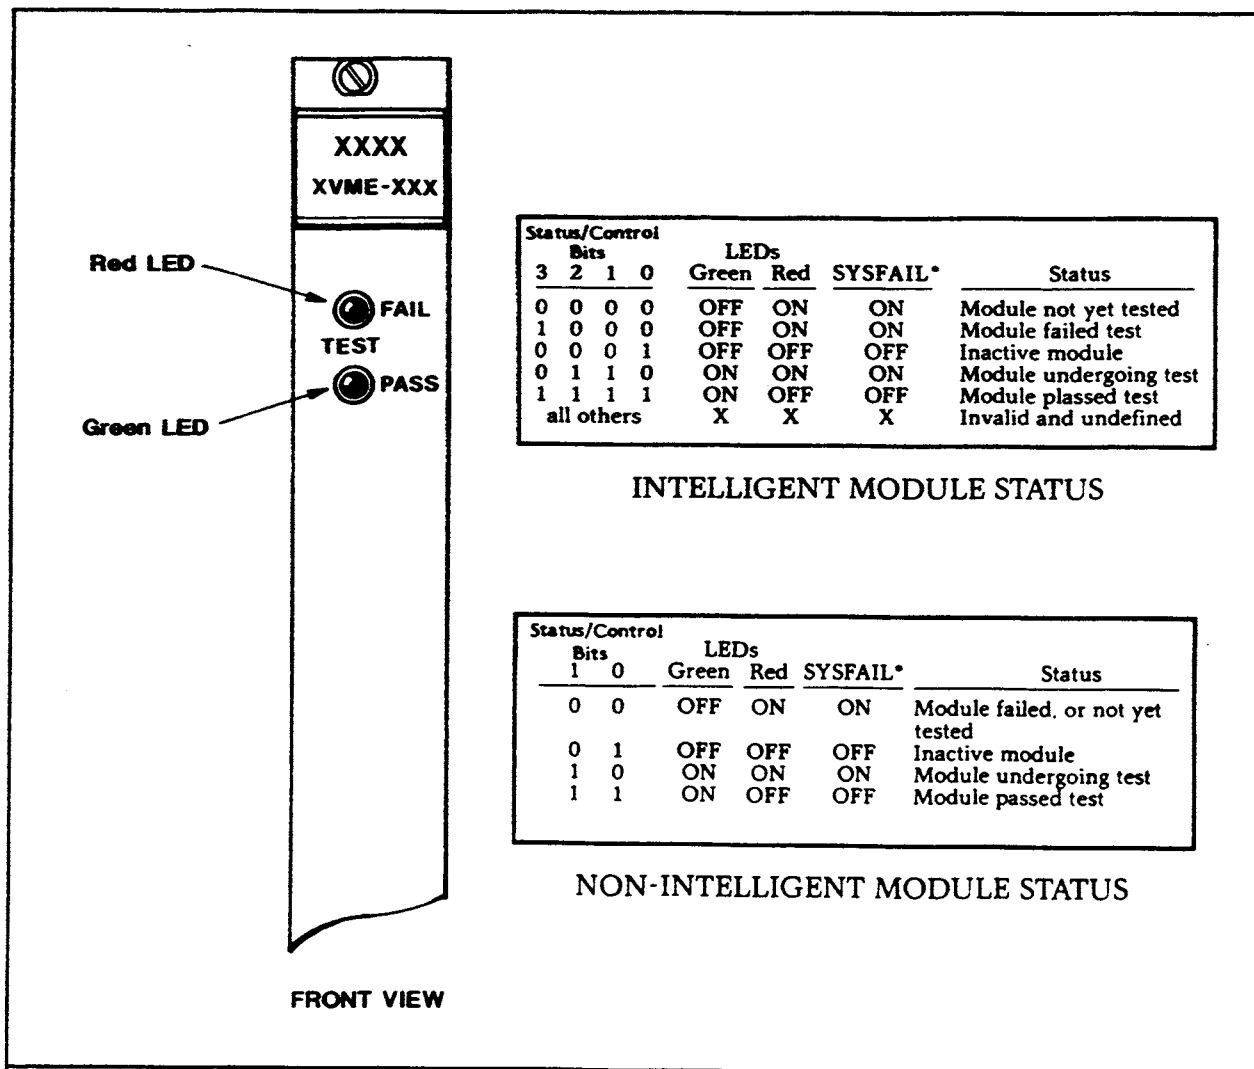 XXXX
XVME-XXX
Red LED
FAIL
TEST
PASS
Green LED
FRONT VIEW
Status/Control
Bits LEDs
3 2 1 0 Green Red SYSFAIL* Status
0 0 0 0 OFF ON ON Module not yet tested
1 0 0 0 OFF ON ON Module failed test
0 0 0 1 OFF OFF OFF Inactive module
0 1 1 0 ON ON ON Module undergoing test
1 1 1 1 ON OFF OFF Module plassed test
all others X X X Invalid and undefined
INTELLIGENT MODULE STATUS
Status/Control
Bits LEDs
1 0 Green Red SYSFAIL* Status
0 0 OFF ON ON Module failed, or not yet
tested
0 1 OFF OFF OFF Inactive module
1 0 ON ON ON Module undergoing test
1 1 ON OFF OFF Module passed test
NON-INTELLIGENT MODULE STATUS